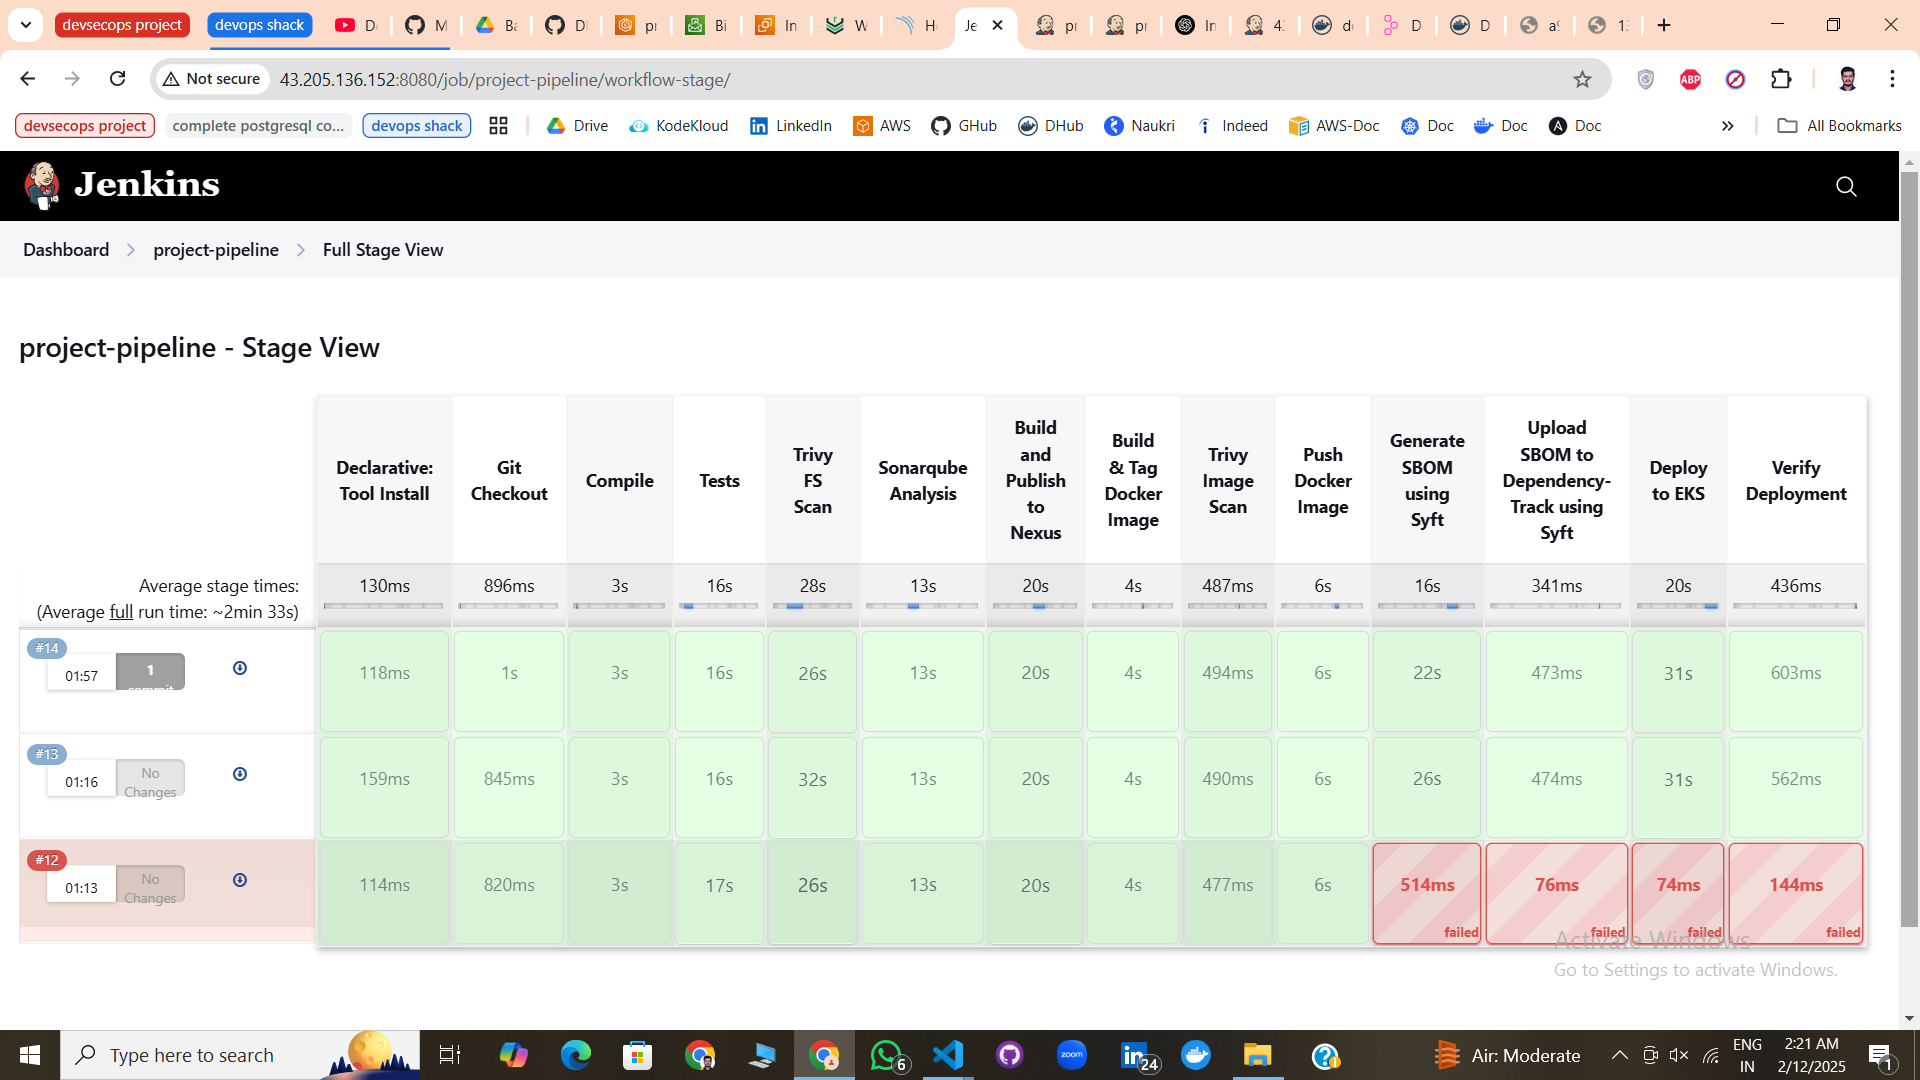 devsecops project
devops shack
Not secure
43.205.136.152:8080/job/project-pipeline/workflow-stage/
ABP
devsecops project
complete postgresql co...
devops shack
Drive
KodeKloud
LinkedIn
AWS
GHub
DHub
Naukri
Indeed
AWS-Doc
Doc
Doc
Doc
All Bookmarks
Jenkins
Dashboard
project-pipeline
Full Stage View
project-pipeline - Stage View
Declarative: Tool Install
Git Checkout
Compile
Tests
Trivy FS Scan
Sonarqube Analysis
Build and Publish to Nexus
Build & Tag Docker Image
Trivy Image Scan
Push Docker Image
Generate SBOM using Syft
Upload SBOM to Dependency-Track using Syft
Deploy to EKS
Verify Deployment
Average stage times:
(Average full run time: ~2min 33s)
130ms 896ms 3s 16s 28s 13s 20s 4s 487ms 6s 16s 341ms 20s 436ms
#14
01:57
1 commit
118ms 1s 3s 16s 26s 13s 20s 4s 494ms 6s 22s 473ms 31s 603ms
#13
01:16
No Changes
159ms 845ms 3s 16s 32s 13s 20s 4s 490ms 6s 26s 474ms 31s 562ms
#12
01:13
No Changes
114ms 820ms 3s 17s 26s 13s 20s 4s 477ms 6s 514ms 76ms 74ms 144ms
failed failed failed failed
Activate Windows
Go to Settings to activate Windows.
Type here to search
zoom
6
24
Air: Moderate
ENG
IN
2:21 AM
2/12/2025
1